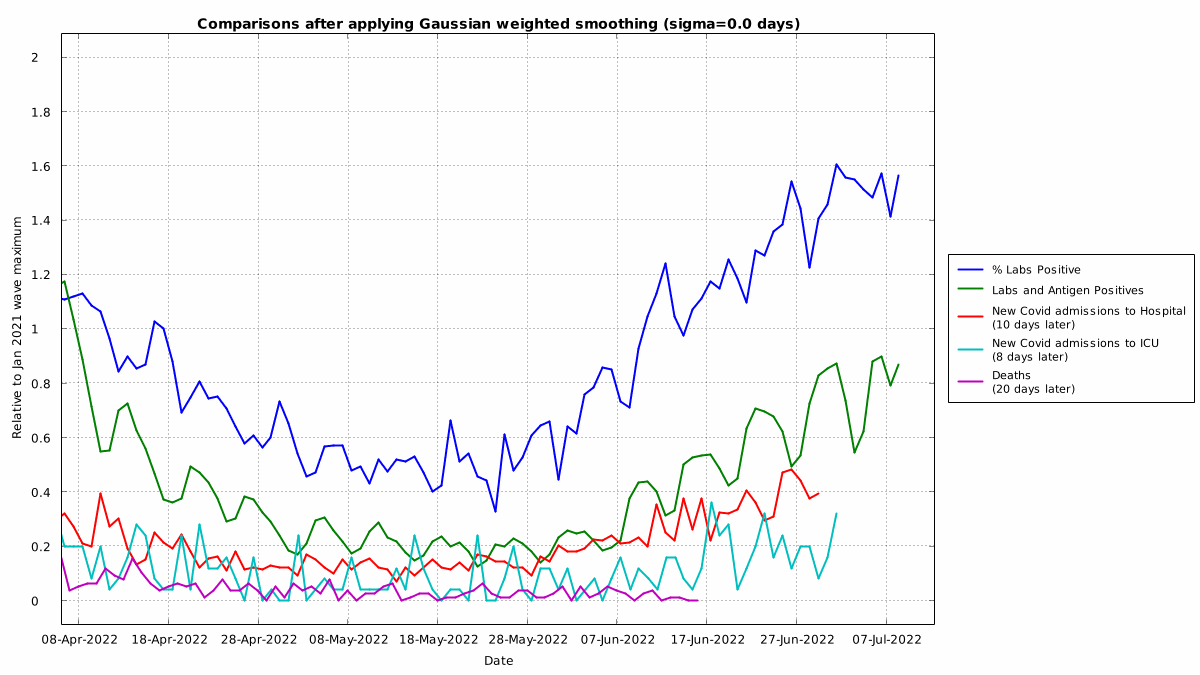 Comparisons after applying Gaussian weighted smoothing (sigma=0.0 days)
2
1.8
1.6
1.4
1.2
1
0.8
0.6
0.4
0.2
0
Relative to Jan 2021 wave maximum
08-Apr-2022 18-Apr-2022 28-Apr-2022 08-May-2022 18-May-2022 28-May-2022 07-Jun-2022 17-Jun-2022 27-Jun-2022 07-Jul-2022
Date
% Labs Positive
Labs and Antigen Positives
New Covid admissions to Hospital
(10 days later)
New Covid admissions to ICU
(8 days later)
Deaths
(20 days later)